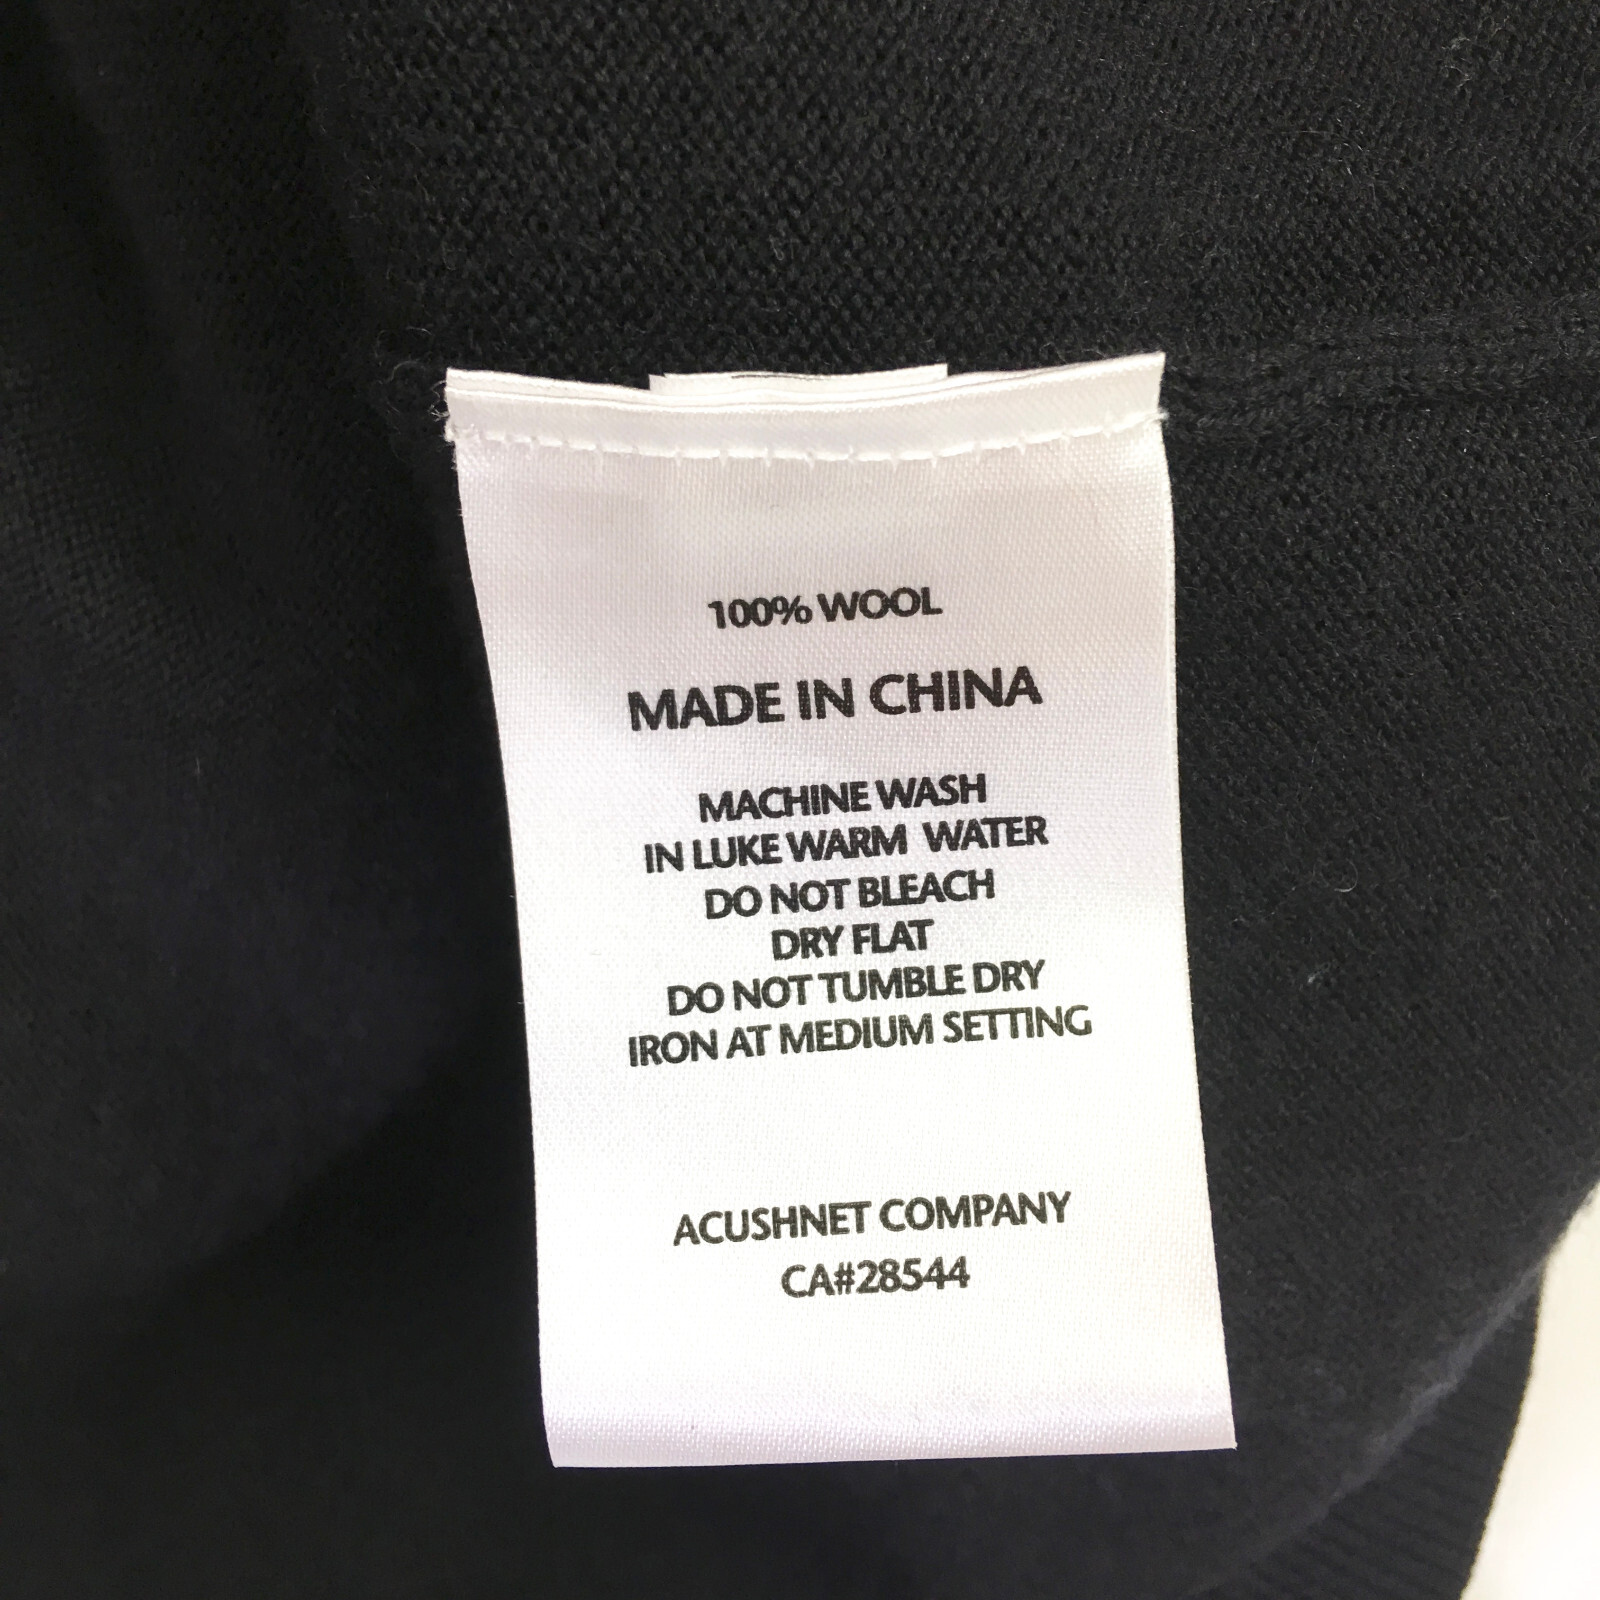 100% WOOL
MADE IN CHINA
MACHINE WASH
IN LUKE WARM WATER
DO NOT BLEACH
DRY FLAT
DO NOT TUMBLE DRY
IRON AT MEDIUM SETTING
ACUSHNET COMPANY
CA#28544